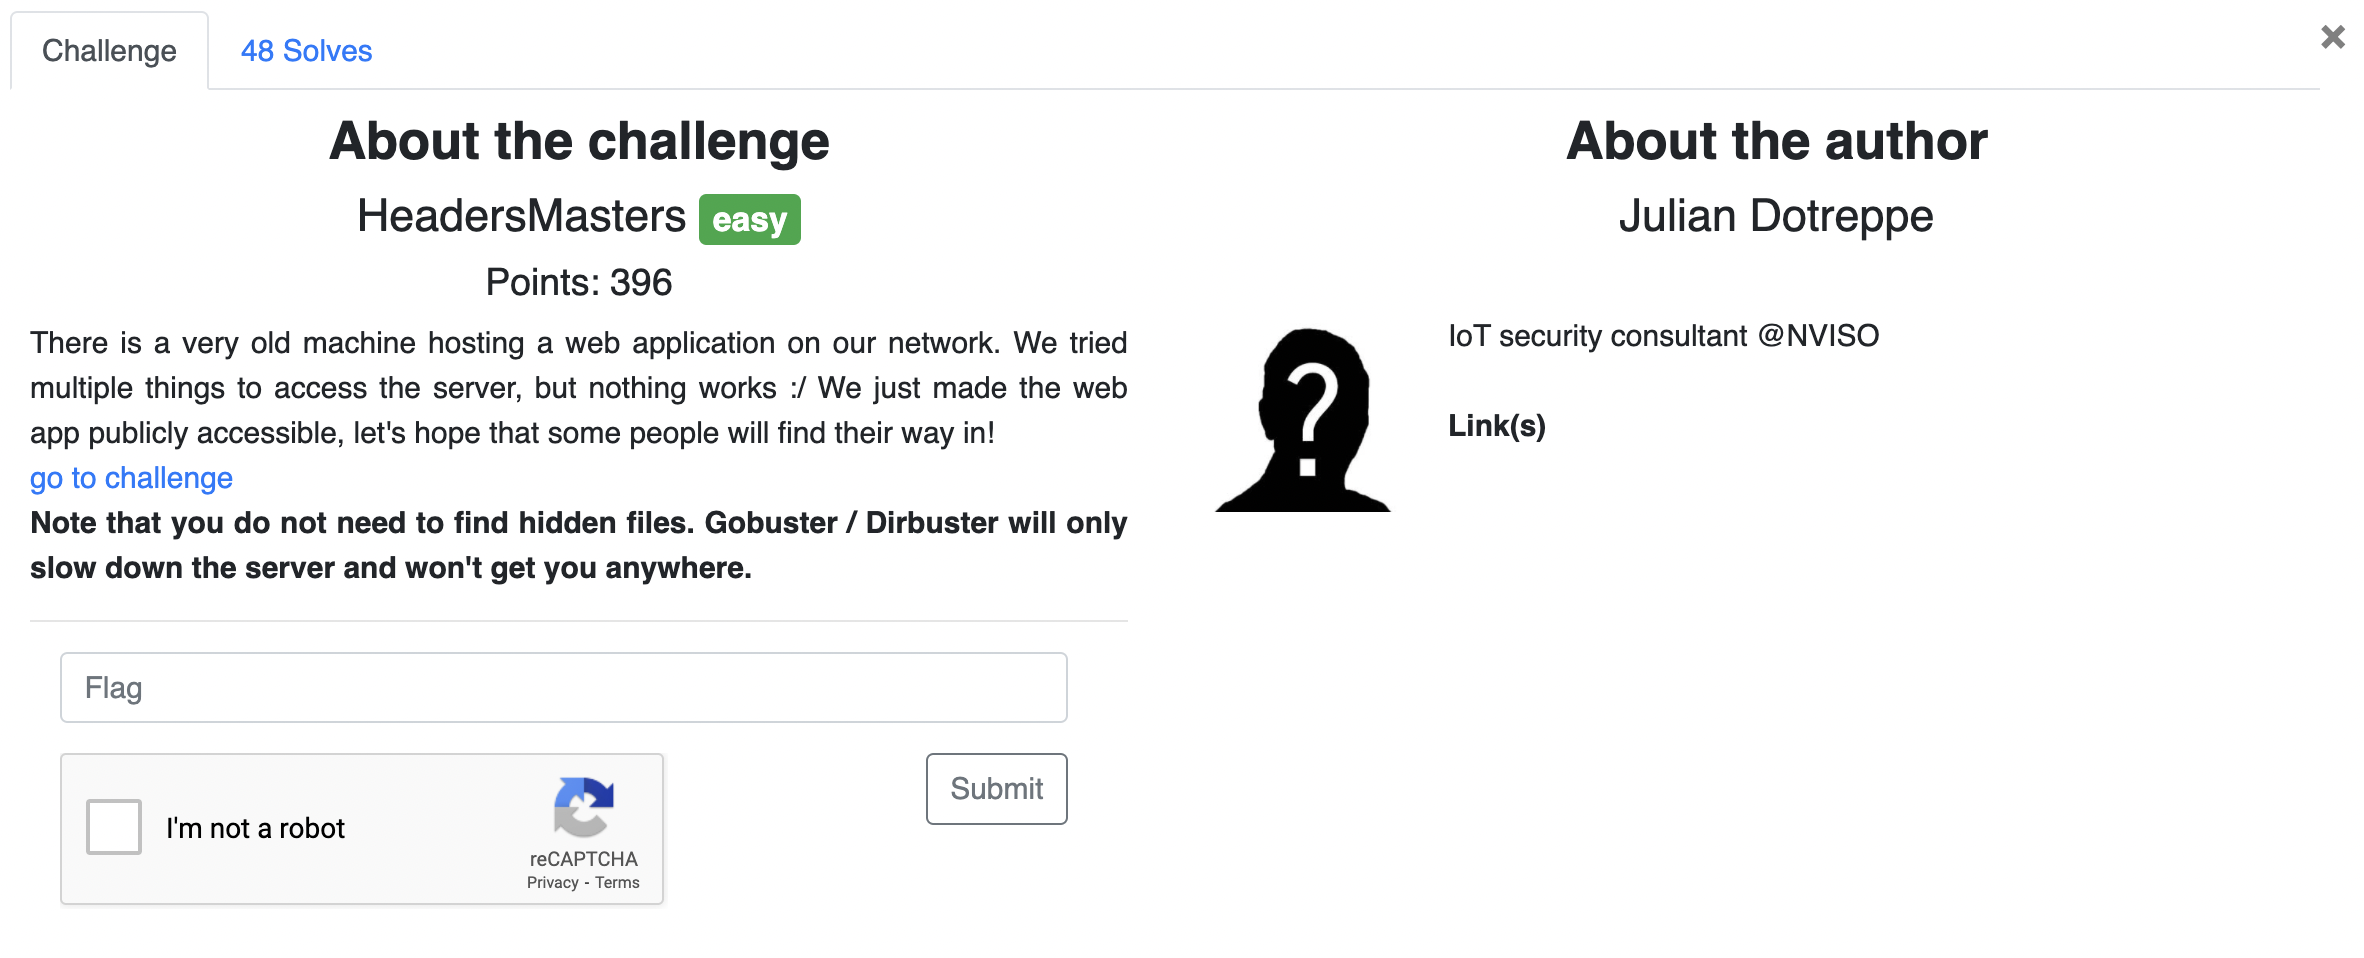 Challenge
48 Solves
×
About the challenge
HeadersMasters easy
Points: 396
There is a very old machine hosting a web application on our network. We tried
multiple things to access the server, but nothing works :/ We just made the web
app publicly accessible, let's hope that some people will find their way in!
go to challenge
Note that you do not need to find hidden files. Gobuster / Dirbuster will only
slow down the server and won't get you anywhere.
Flag
I'm not a robot
reCAPTCHA
Privacy - Terms
Submit
About the author
Julian Dotreppe
?
IoT security consultant @NVISO
Link(s)